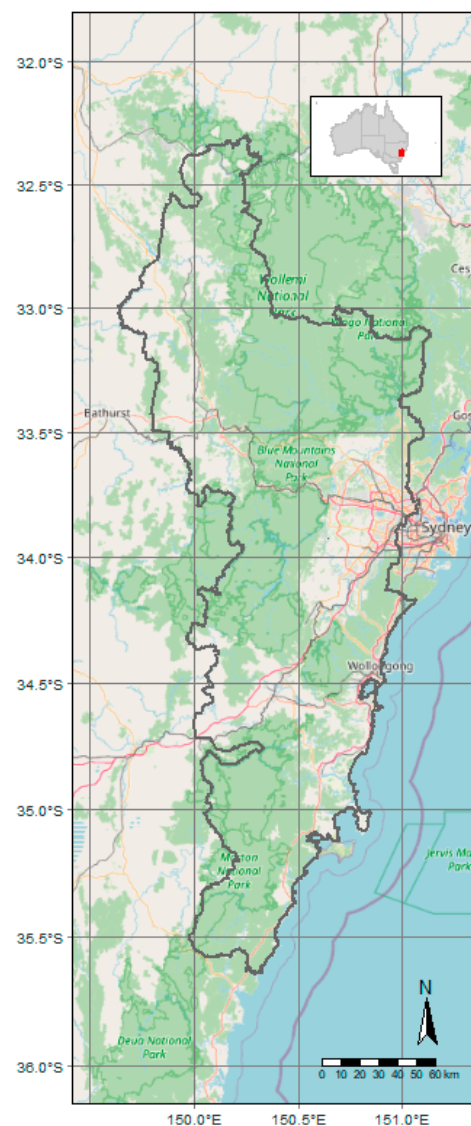 32.0°S
32.5°S
Wollemi
National
Park
Ces
33.0°S
Yengo National
Park
Bathurst
Gos
33.5°S
Blue Mountains
National
Park
Sydney
34.0°S
Wollongong
34.5°S
35.0°S
Morton
National
Park
Jervis Ma
Park
35.5°S
N
Deua National
Park
36.0°S
0 10 20 30 40 50 60 km
150.0°E 150.5°E 151.0°E